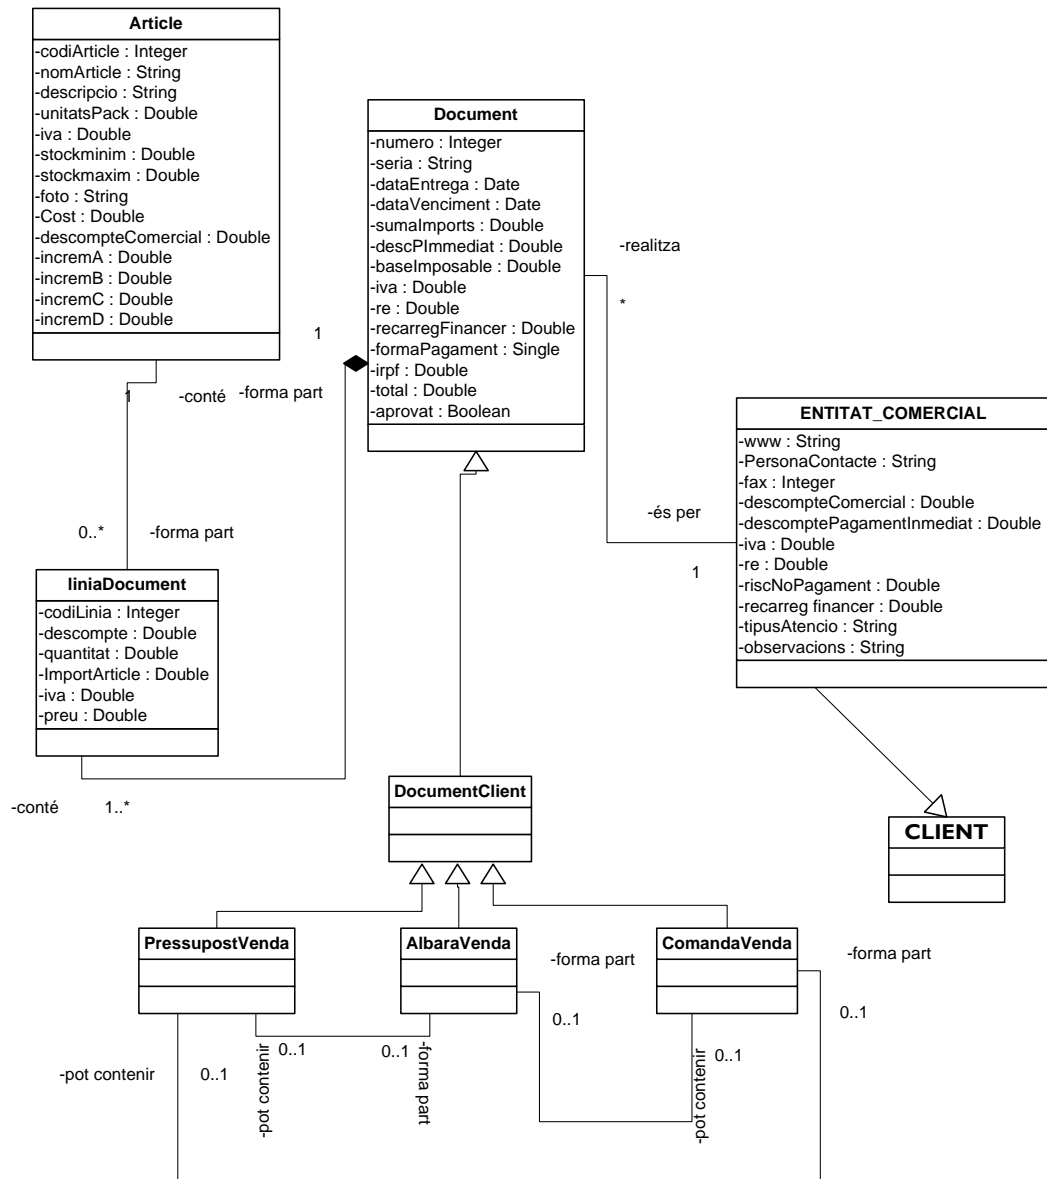 Article
-codiArticle : Integer
-nomArticle : String
-descripcio : String
-unitatsPack : Double
-iva : Double
-stockminim : Double
-stockmaxim : Double
-foto : String
-Cost : Double
-descompteComercial : Double
-incremA : Double
-incremB : Double
-incremC : Double
-incremD : Double
Document
-numero : Integer
-seria : String
-dataEntrega : Date
-dataVenciment : Date
-sumaImports : Double
-descPImmediat : Double
-baseImposable : Double
-iva : Double
-re : Double
-recarregFinancer : Double
-formaPagament : Single
-irpf : Double
-total : Double
-aprovat : Boolean
-realitza
*
1
1
-conté
-forma part
ENTITAT_COMERCIAL
-www : String
-PersonaContacte : String
-fax : Integer
-descompteComercial : Double
-descomptePagamentInmediat : Double
-iva : Double
-re : Double
-riscNoPagament : Double
-recarreg financer : Double
-tipusAtencio : String
-observacions : String
-és per
1
0..*
-forma part
liniaDocument
-codiLinia : Integer
-descompte : Double
-quantitat : Double
-ImportArticle : Double
-iva : Double
-preu : Double
-conté
1..*
DocumentClient
CLIENT
PressupostVenda
AlbaraVenda
ComandaVenda
-forma part
0..1
-forma part
0..1
-pot contenir
0..1
-pot contenir
0..1
0..1
-forma part
-pot contenir
0..1